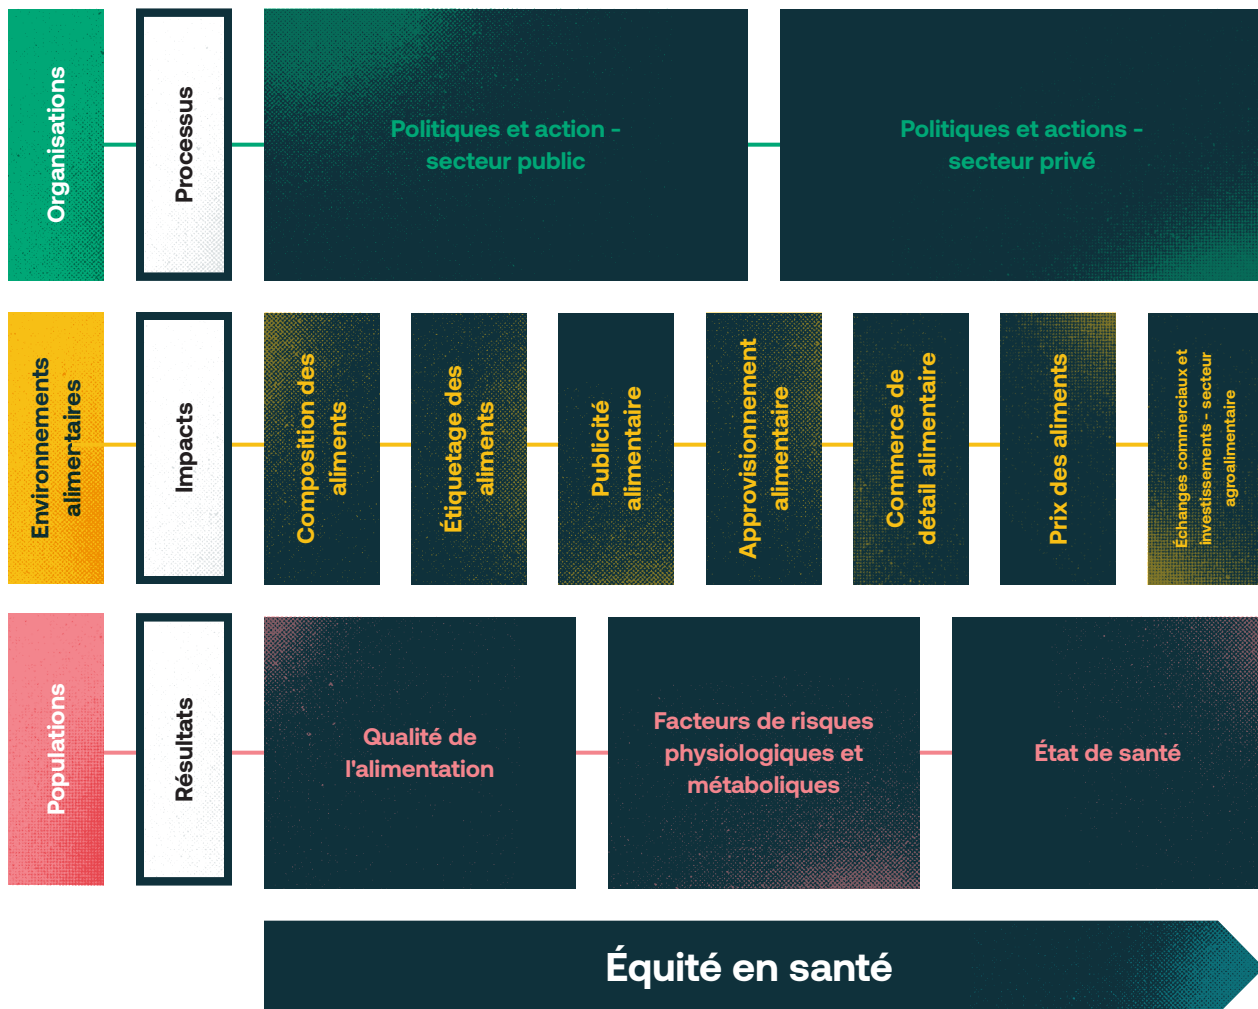 Organisations
Processus
Politiques et action -
secteur public
Politiques et actions -
secteur privé
Environnements
alimentaires
Impacts
Composition des
aliments
Étiquetage des
aliments
Publicité
alimentaire
Approvisionnement
alimentaire
Commerce de
détail alimentaire
Prix des aliments
Échanges commerciaux et
investissements - secteur
agroalimentaire
Populations
Résultats
Qualité de
l'alimentation
Facteurs de risques
physiologiques et
métaboliques
État de santé
Équité en santé